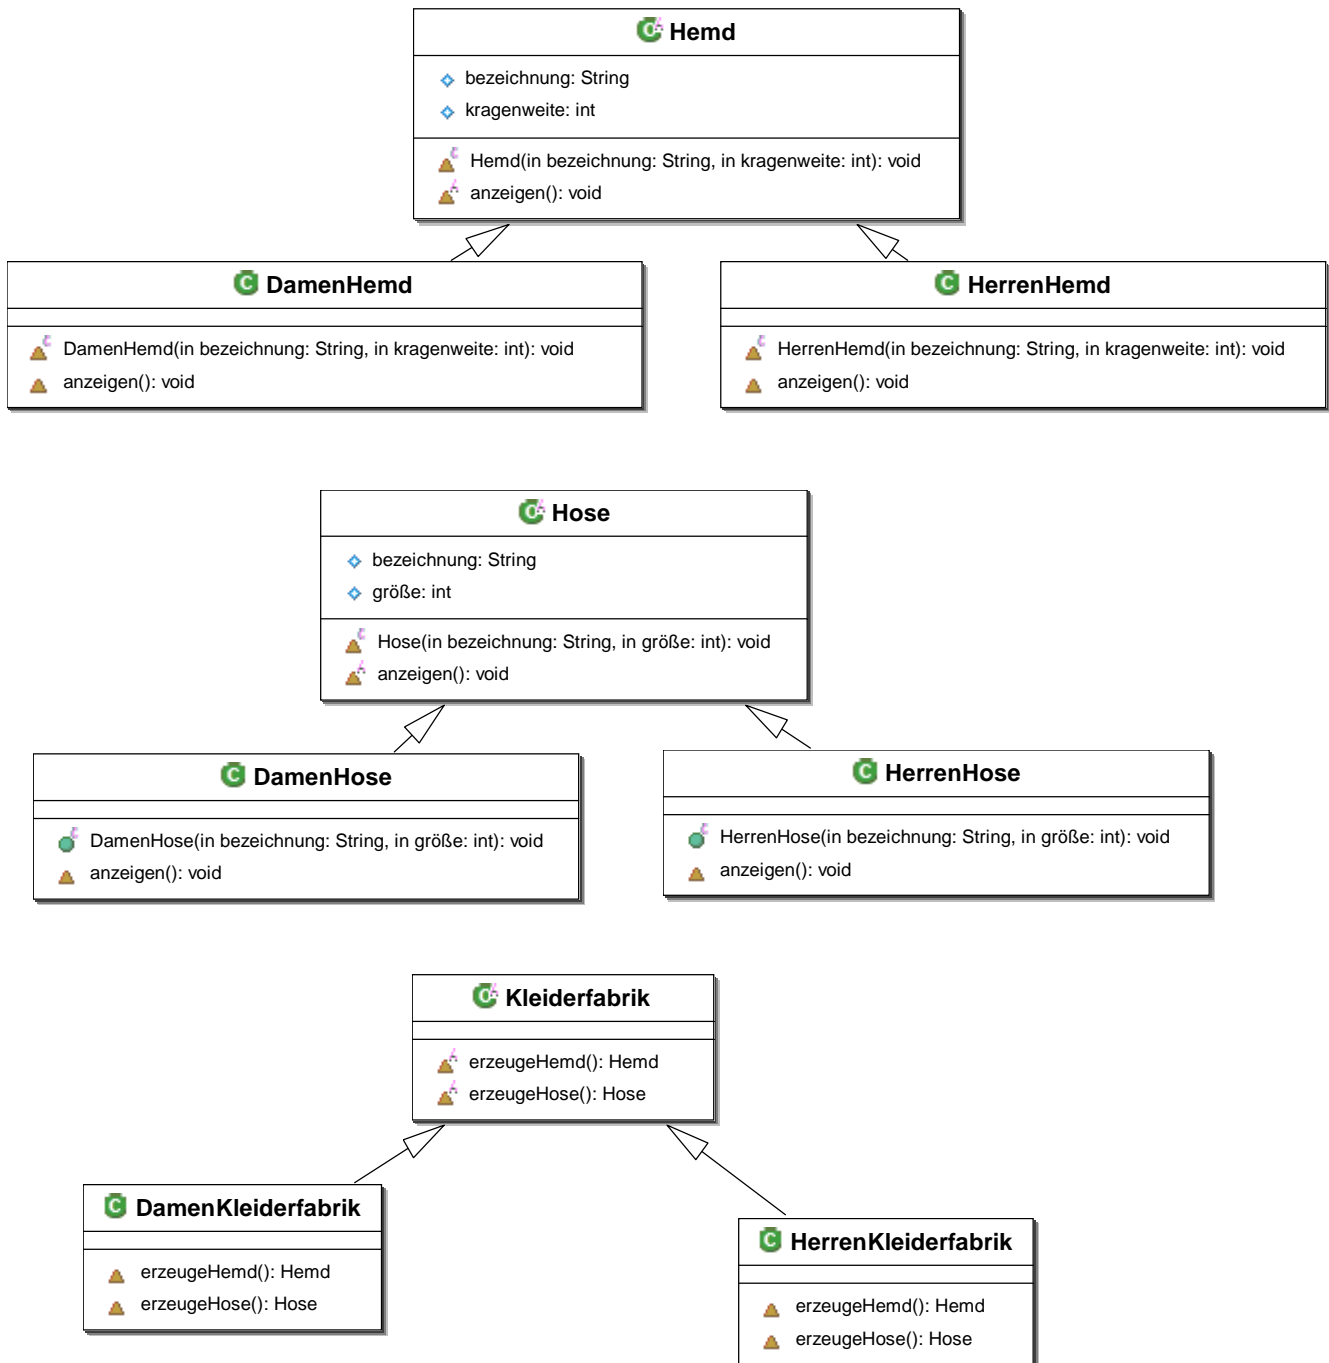 Hemd
bezeichnung: String
kragenweite: int
Hemd(in bezeichnung: String, in kragenweite: int): void
anzeigen(): void
DamenHemd
DamenHemd(in bezeichnung: String, in kragenweite: int): void
anzeigen(): void
HerrenHemd
HerrenHemd(in bezeichnung: String, in kragenweite: int): void
anzeigen(): void
Hose
bezeichnung: String
größe: int
Hose(in bezeichnung: String, in größe: int): void
anzeigen(): void
DamenHose
DamenHose(in bezeichnung: String, in größe: int): void
anzeigen(): void
HerrenHose
HerrenHose(in bezeichnung: String, in größe: int): void
anzeigen(): void
Kleiderfabrik
erzeugeHemd(): Hemd
erzeugeHose(): Hose
DamenKleiderfabrik
erzeugeHemd(): Hemd
erzeugeHose(): Hose
HerrenKleiderfabrik
erzeugeHemd(): Hemd
erzeugeHose(): Hose